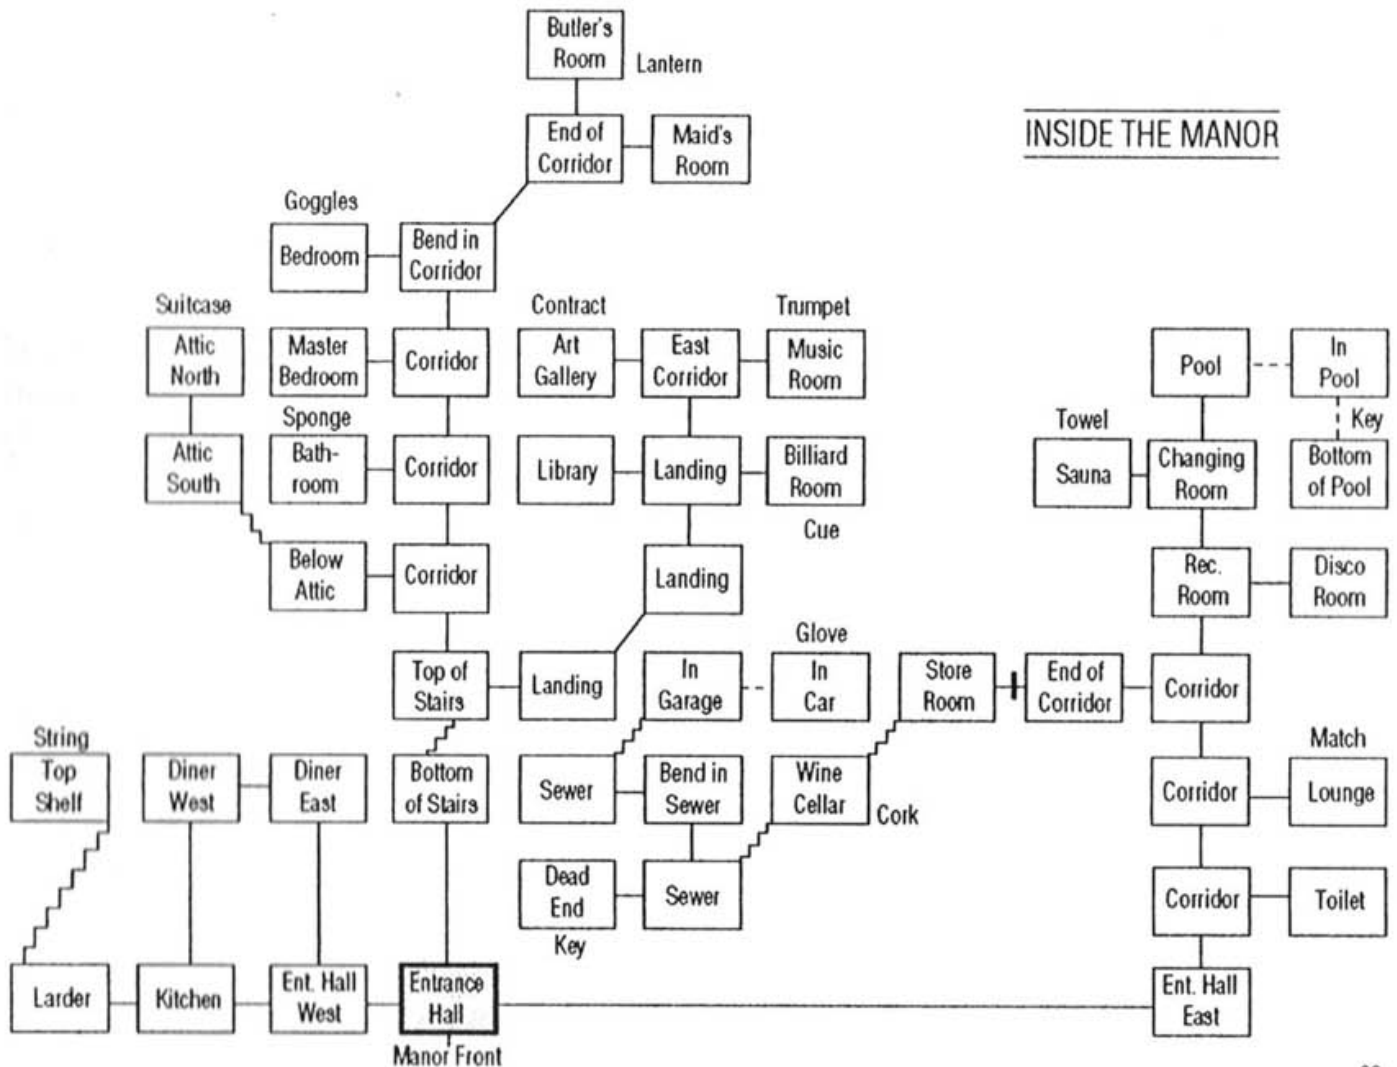 Butler's
Room
Lantern
End of
Corridor
Maid's
Room
INSIDE THE MANOR
Goggles
Bedroom
Bend in
Corridor
Suitcase
Attic
North
Master
Bedroom
Corridor
Contract
Art
Gallery
East
Corridor
Trumpet
Music
Room
Pool
In
Pool
Sponge
Bath-
room
Attic
South
Corridor
Library
Landing
Billiard
Room
Cue
Towel
Sauna
Changing
Room
Key
Bottom
of Pool
Below
Attic
Corridor
Landing
Rec.
Room
Disco
Room
Top of
Stairs
Landing
In
Garage
Glove
In
Car
Store
Room
End of
Corridor
Corridor
String
Top
Shelf
Diner
West
Diner
East
Bottom
of Stairs
Sewer
Bend in
Sewer
Wine
Cellar
Cork
Corridor
Match
Lounge
Dead
End
Key
Sewer
Corridor
Toilet
Larder
Kitchen
Ent. Hall
West
Entrance
Hall
Manor Front
Ent. Hall
East